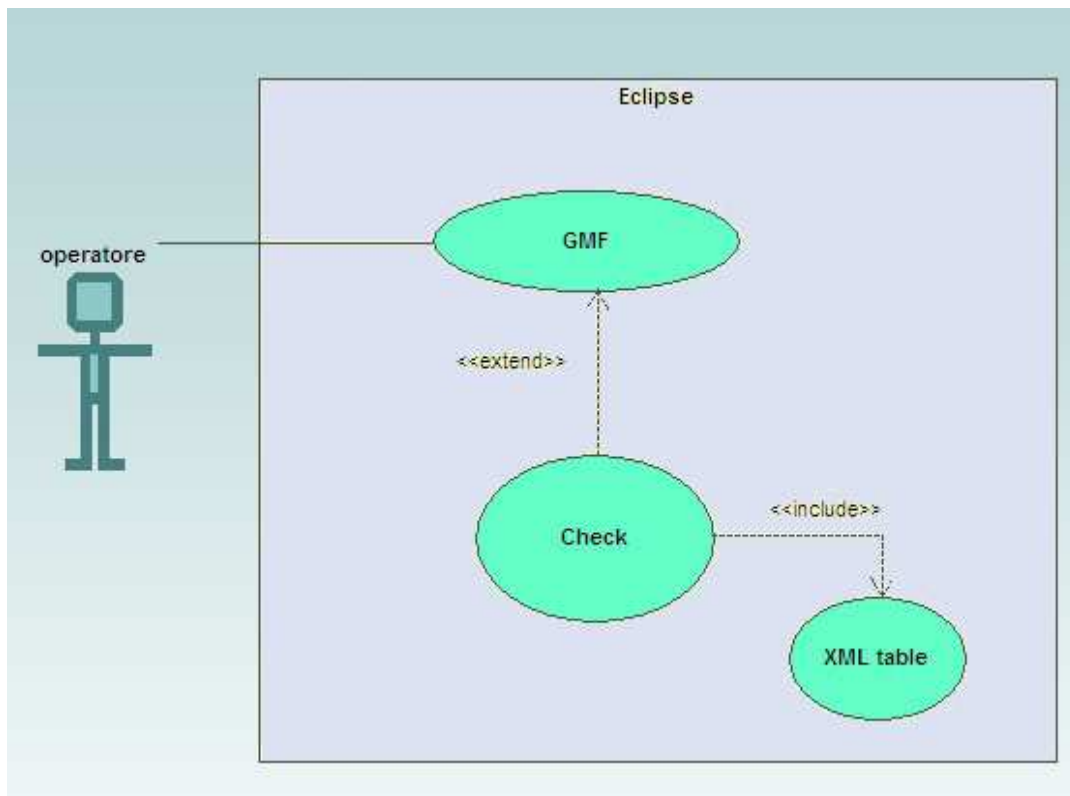 Eclipse
GMF
operatore
<<extend>>
<<include>>
Check
XML table